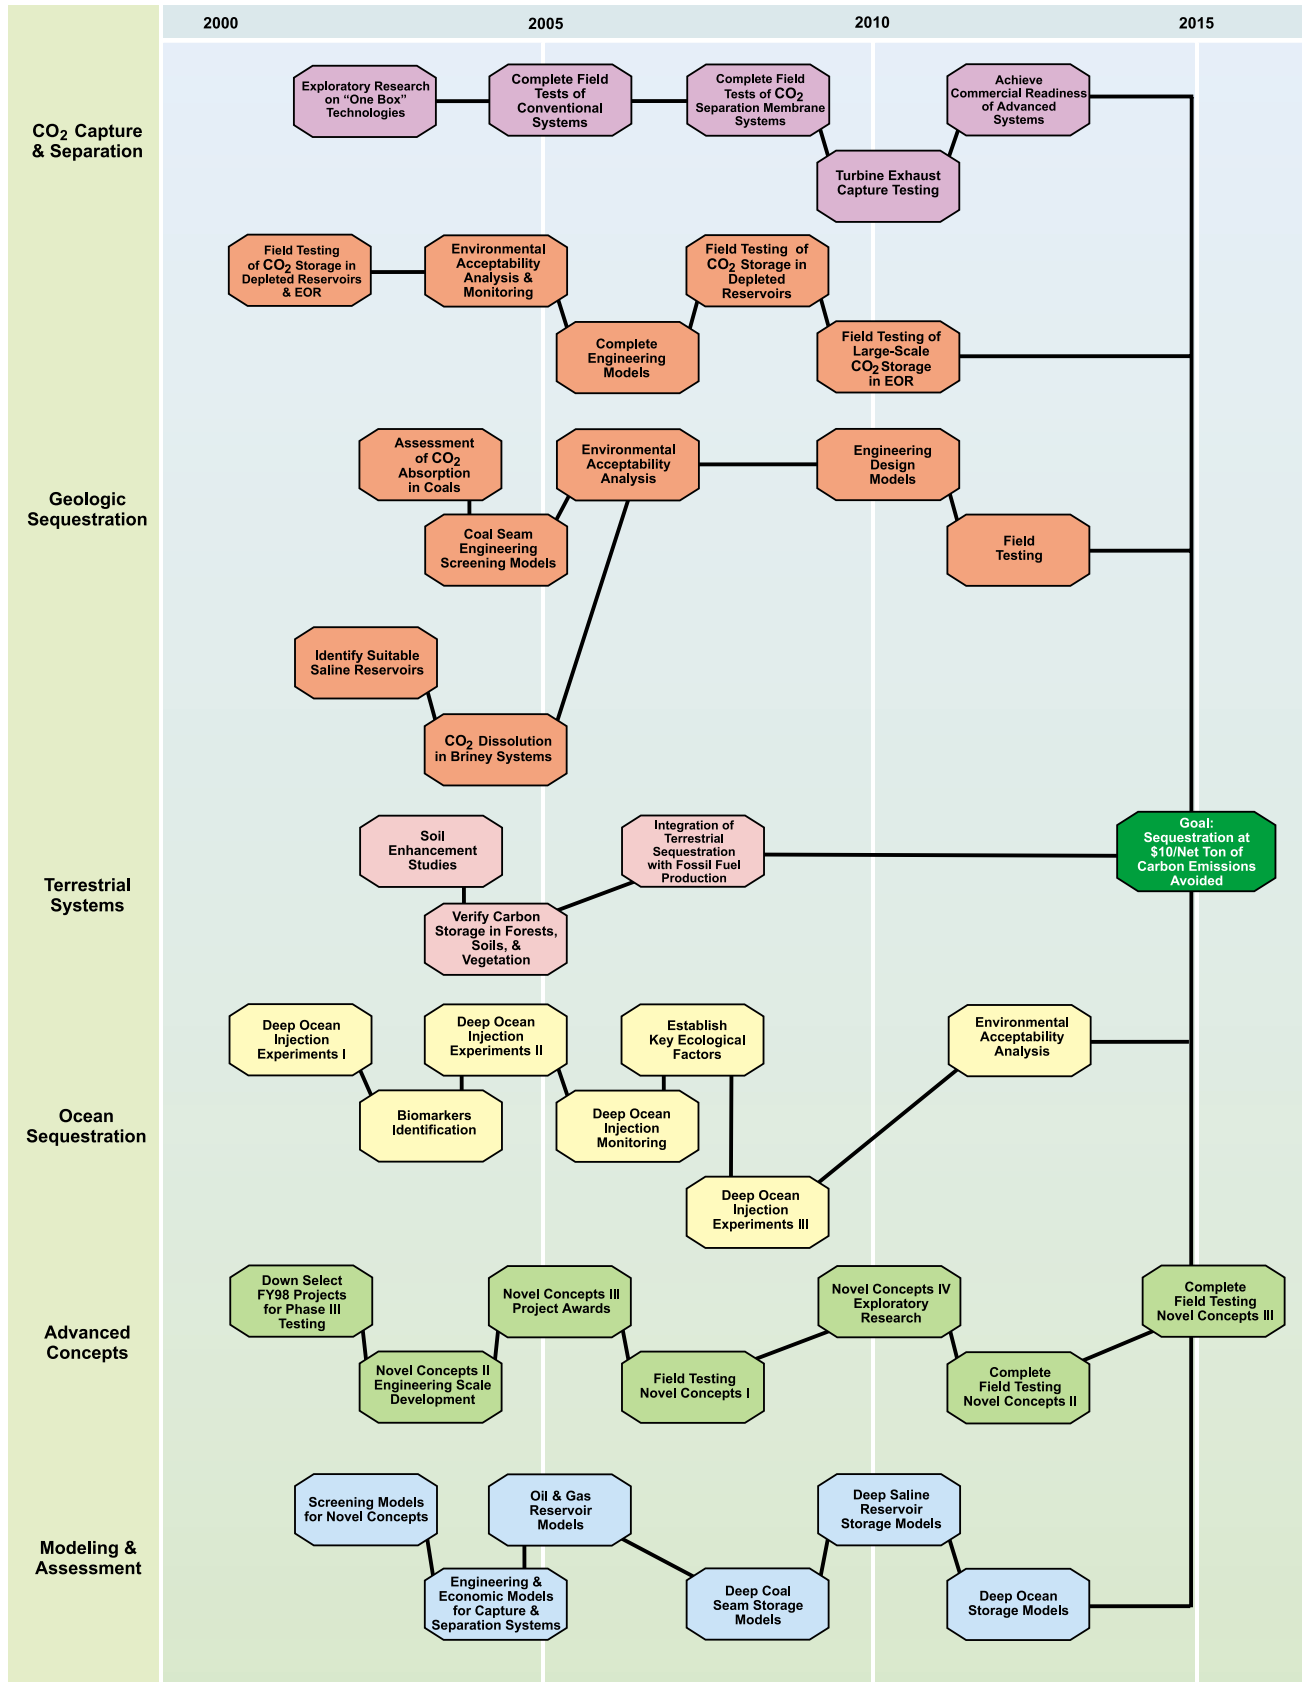 2000
2005
2010
2015
CO2 Capture
& Separation
Exploratory Research
on “One Box”
Technologies
Complete Field
Tests of
Conventional
Systems
Complete Field
Tests of CO2
Separation Membrane
Systems
Turbine Exhaust
Capture Testing
Achieve
Commercial Readiness
of Advanced
Systems
Geologic
Sequestration
Field Testing
of CO2 Storage in
Depleted Reservoirs
& EOR
Environmental
Acceptability
Analysis &
Monitoring
Complete
Engineering
Models
Field Testing of
CO2 Storage in
Depleted
Reservoirs
Field Testing of
Large-Scale
CO2 Storage
in EOR
Assessment
of CO2
Absorption
in Coals
Coal Seam
Engineering
Screening Models
Environmental
Acceptability
Analysis
Engineering
Design
Models
Field
Testing
Identify Suitable
Saline Reservoirs
CO2 Dissolution
in Briney Systems
Terrestrial
Systems
Soil
Enhancement
Studies
Verify Carbon
Storage in Forests,
Soils, &
Vegetation
Integration of
Terrestrial
Sequestration
with Fossil Fuel
Production
Goal:
Sequestration at
$10/Net Ton of
Carbon Emissions
Avoided
Ocean
Sequestration
Deep Ocean
Injection
Experiments I
Biomarkers
Identification
Deep Ocean
Injection
Experiments II
Deep Ocean
Injection
Monitoring
Establish
Key Ecological
Factors
Deep Ocean
Injection
Experiments III
Environmental
Acceptability
Analysis
Advanced
Concepts
Down Select
FY98 Projects
for Phase III
Testing
Novel Concepts II
Engineering Scale
Development
Novel Concepts III
Project Awards
Field Testing
Novel Concepts I
Novel Concepts IV
Exploratory
Research
Complete
Field Testing
Novel Concepts II
Complete
Field Testing
Novel Concepts III
Modeling &
Assessment
Screening Models
for Novel Concepts
Engineering &
Economic Models
for Capture &
Separation Systems
Oil & Gas
Reservoir
Models
Deep Coal
Seam Storage
Models
Deep Saline
Reservoir
Storage Models
Deep Ocean
Storage Models